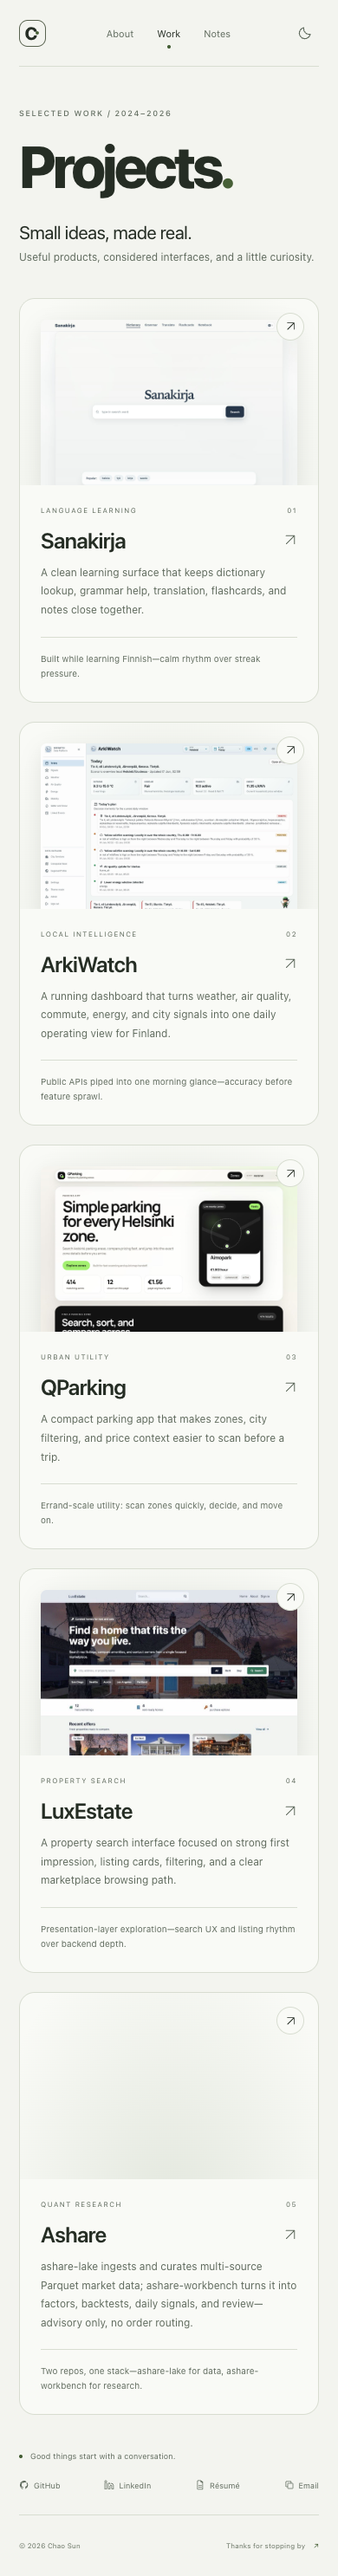 C
About Work Notes
SELECTED WORK / 2024–2026
Projects.
Small ideas, made real.
Useful products, considered interfaces, and a little curiosity.
Sanakirja
Sanakirja
Search
LANGUAGE LEARNING 01
Sanakirja
A clean learning surface that keeps dictionary
lookup, grammar help, translation, flashcards, and
notes close together.
Built while learning Finnish—calm rhythm over streak
pressure.
ArkiWatch
Today
LOCAL INTELLIGENCE 02
ArkiWatch
A running dashboard that turns weather, air quality,
commute, energy, and city signals into one daily
operating view for Finland.
Public APIs piped into one morning glance—accuracy before
feature sprawl.
QParking
Simple parking
for every Helsinki
zone.
Aimopark
414 12 €1.56
Search, sort, and
compare parking
URBAN UTILITY 03
QParking
A compact parking app that makes zones, city
filtering, and price context easier to scan before a
trip.
Errand-scale utility: scan zones quickly, decide, and move
on.
LuxEstate
Find a home that fits the
way you live.
Recent offers
PROPERTY SEARCH 04
LuxEstate
A property search interface focused on strong first
impression, listing cards, filtering, and a clear
marketplace browsing path.
Presentation-layer exploration—search UX and listing rhythm
over backend depth.
QUANT RESEARCH 05
Ashare
ashare-lake ingests and curates multi-source
Parquet market data; ashare-workbench turns it into
factors, backtests, daily signals, and review—
advisory only, no order routing.
Two repos, one stack—ashare-lake for data, ashare-
workbench for research.
Good things start with a conversation.
GitHub LinkedIn Résumé Email
© 2026 Chao Sun Thanks for stopping by